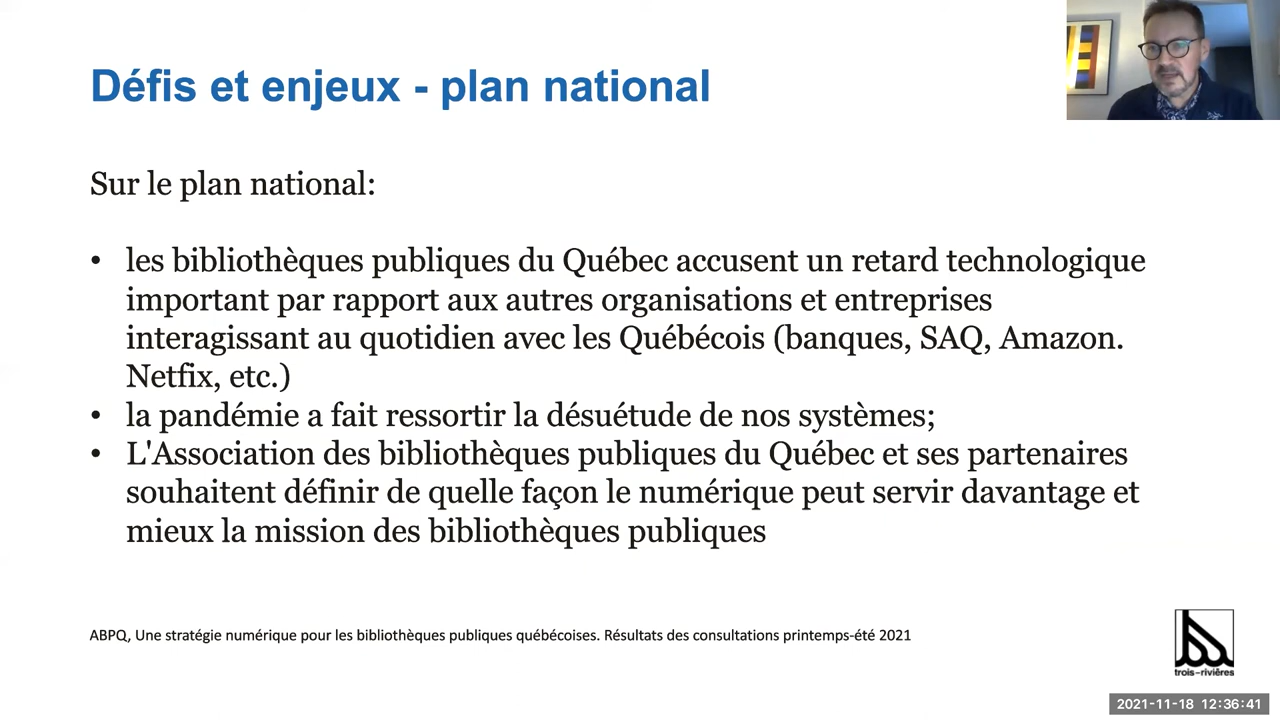 Défis et enjeux - plan national
Sur le plan national:
• les bibliothèques publiques du Québec accusent un retard technologique
important par rapport aux autres organisations et entreprises
interagissant au quotidien avec les Québécois (banques, SAQ, Amazon.
Netfix, etc.)
• la pandémie a fait ressortir la désuétude de nos systèmes;
• L'Association des bibliothèques publiques du Québec et ses partenaires
souhaitent définir de quelle façon le numérique peut servir davantage et
mieux la mission des bibliothèques publiques
ABPQ, Une stratégie numérique pour les bibliothèques publiques québécoises. Résultats des consultations printemps-été 2021
trois-rivières
2021-11-18 12:36:41